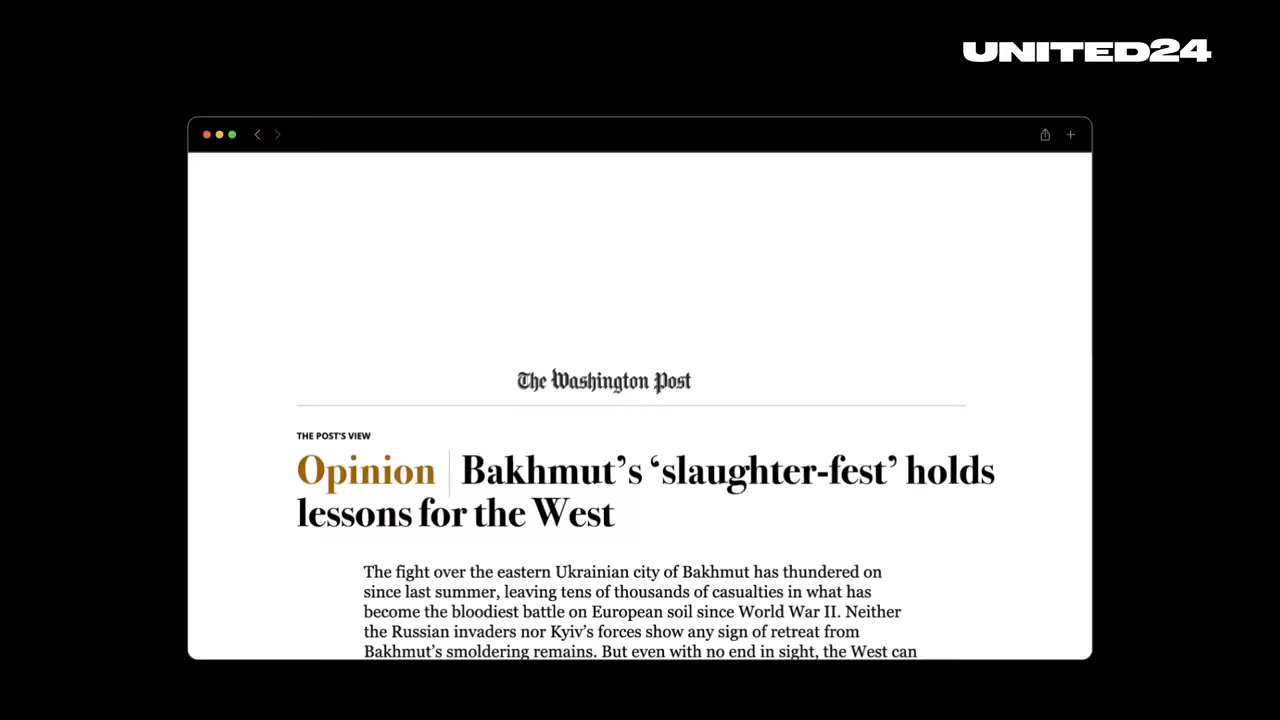 UNITED24
The Washington Post
THE POST'S VIEW
Opinion Bakhmut’s ‘slaughter-fest’ holds
lessons for the West
The fight over the eastern Ukrainian city of Bakhmut has thundered on
since last summer, leaving tens of thousands of casualties in what has
become the bloodiest battle on European soil since World War II. Neither
the Russian invaders nor Kyiv’s forces show any sign of retreat from
Bakhmut’s smoldering remains. But even with no end in sight, the West can